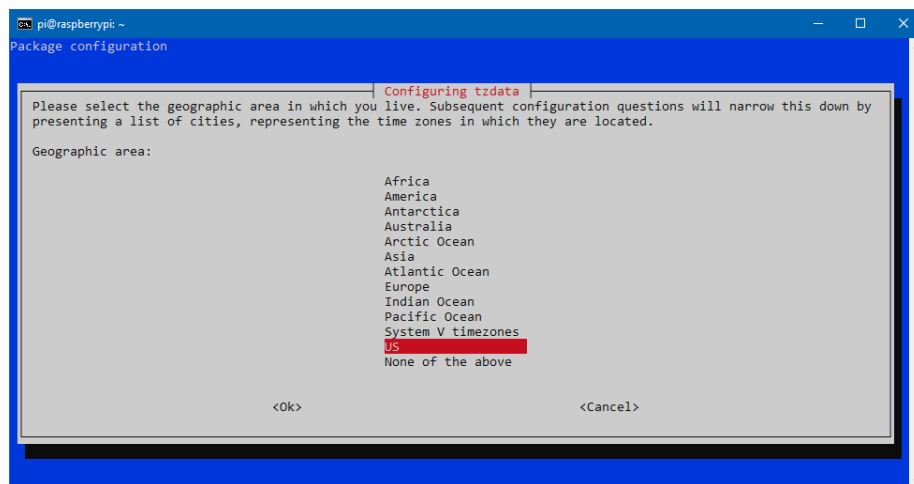 pi@raspberrypi: ~
Package configuration
Configuring tzdata
Please select the geographic area in which you live. Subsequent configuration questions will narrow this down by
presenting a list of cities, representing the time zones in which they are located.
Geographic area:
Africa
America
Antarctica
Australia
Arctic Ocean
Asia
Atlantic Ocean
Europe
Indian Ocean
Pacific Ocean
System V timezones
US
None of the above
<Ok> <Cancel>